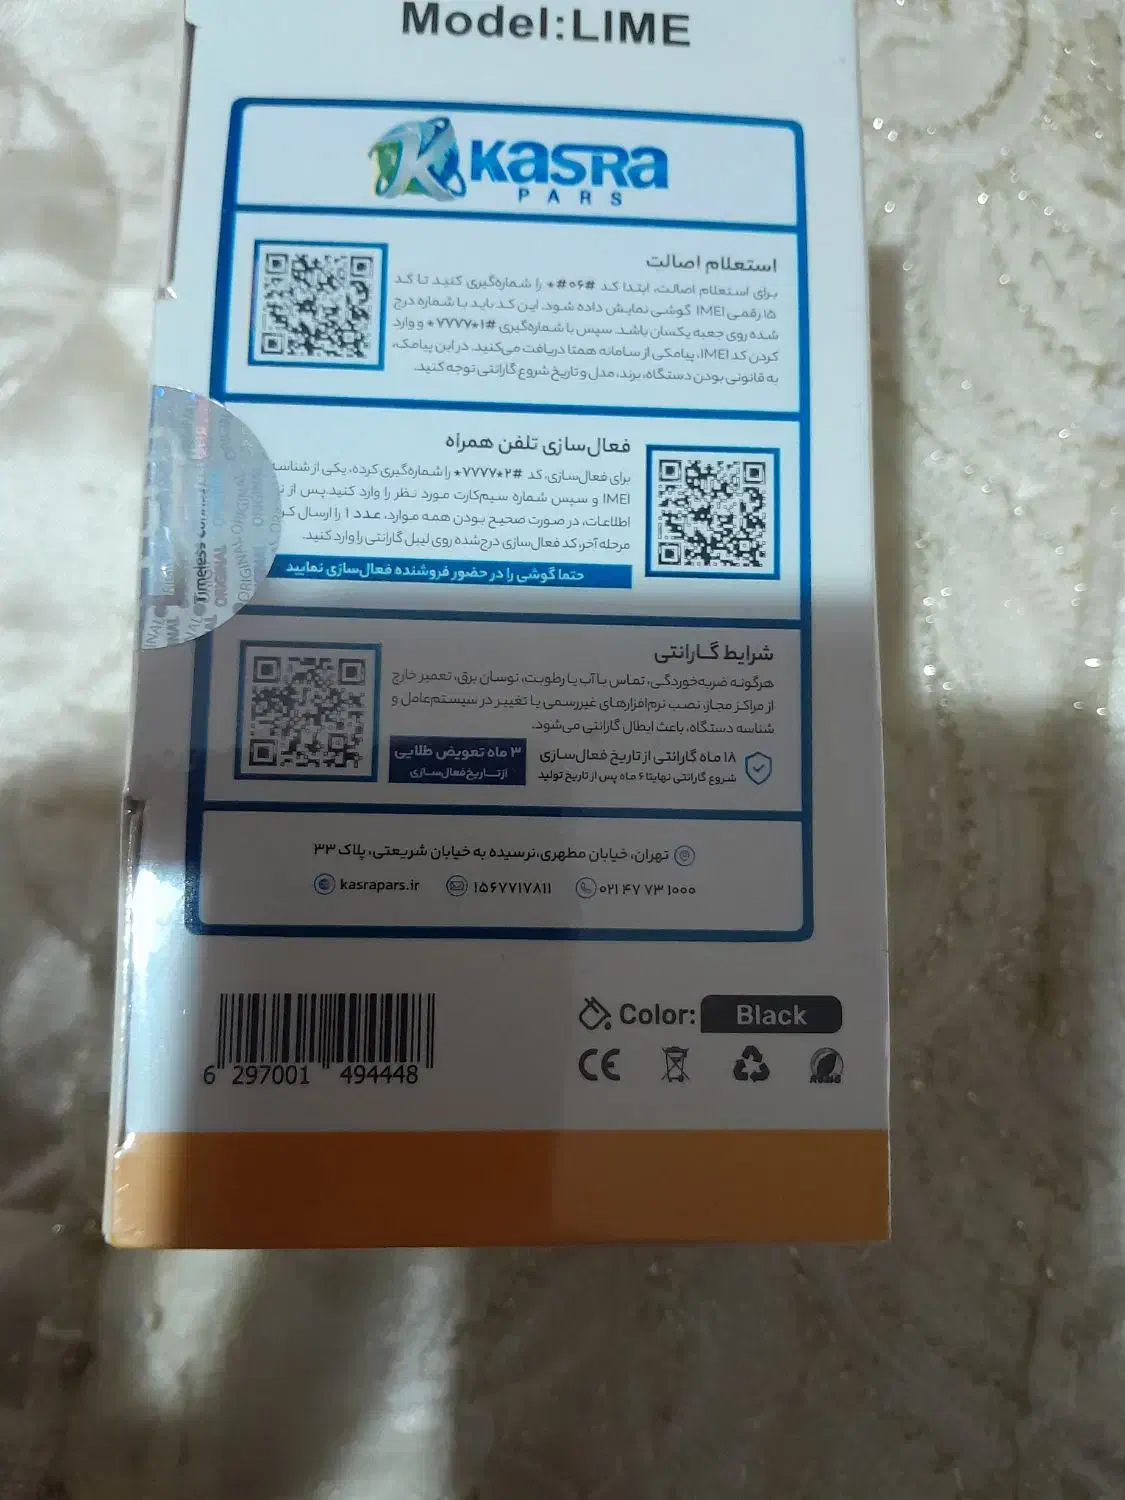 Model:LIME
KASRA
PARS
استعلام اصالت
برای استعلام اصالت، ابتدا کد #۰۶#* را شماره‌گیری کنید تا کد
۱۵ رقمی IMEI گوشی نمایش داده شود. این کد باید با شماره درج
شده روی جعبه یکسان باشد. سپس با شماره‌گیری #۱*۷۷۷۷* و وارد
کردن کد IMEI، پیامکی از سامانه همتا دریافت می‌کنید. در این پیامک،
به قانونی بودن دستگاه، برند، مدل و تاریخ شروع گارانتی توجه کنید.
فعال‌سازی تلفن همراه
برای فعال‌سازی، کد #۲*۷۷۷۷* را شماره‌گیری کرده، یکی از شناسه
IMEI و سپس شماره سیم‌کارت مورد نظر را وارد کنید.پس از
اطلاعات، در صورت صحیح بودن همه موارد، عدد ۱ را ارسال
مرحله آخر، کد فعال‌سازی درج‌شده روی لیبل گارانتی را وارد کنید.
حتما گوشی را در حضور فروشنده فعال‌سازی نمایید
Timeless
ORIGINAL ORIGINAL ORIGINAL
شرایط گارانتی
هرگونه ضربه‌خوردگی، تماس با آب یا رطوبت، نوسان برق، تعمیر خارج
از مراکز مجاز، نصب نرم‌افزارهای غیررسمی یا تغییر در سیستم‌عامل و
شناسه دستگاه، باعث ابطال گارانتی می‌شود.
۱۸ ماه گارانتی از تاریخ فعال‌سازی
شروع گارانتی نهایتا ۶ ماه پس از تاریخ تولید
۳ ماه تعویض طلایی
از تاریخ فعال‌سازی
تهران، خیابان مطهری،نرسیده به خیابان شریعتی، پلاک ۳۳
۰۲۱ ۴۷ ۷۳ ۱۰۰۰
۱۵۶۷۷۱۷۸۱۱
kasrapars.ir
Color: Black
CE
RoHS
6 297001 494448